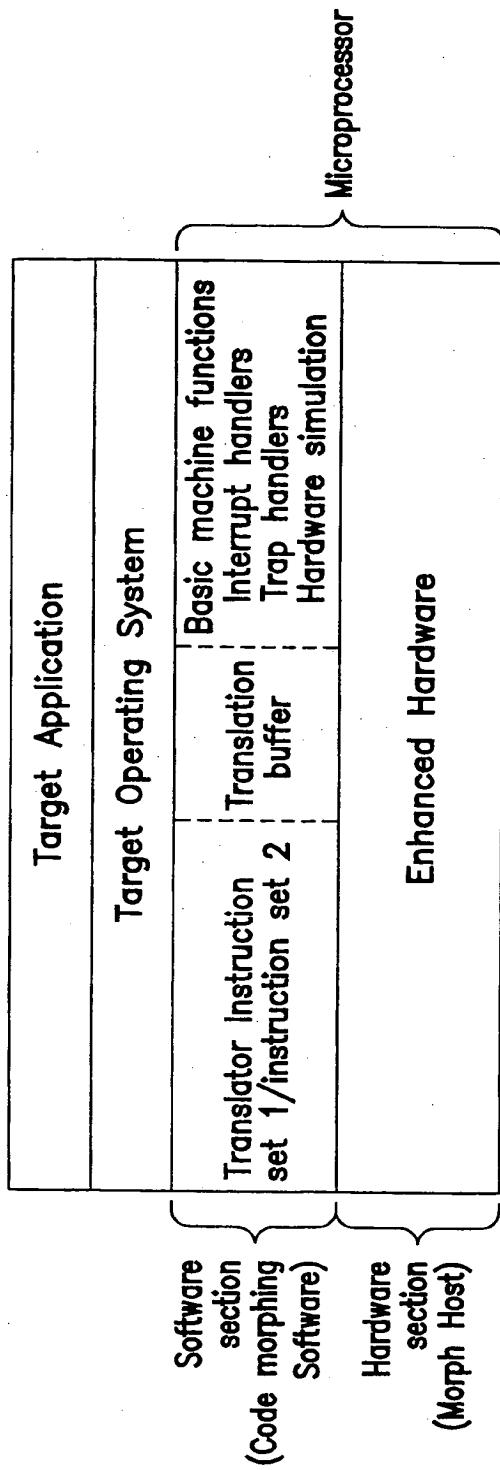 Target Application
Target Operating System
Translator Instruction
set 1/instruction set 2
Translation
buffer
Basic machine functions
Interrupt handlers
Trap handlers
Hardware simulation
Enhanced Hardware
Software
section
(Code morphing
Software)
Hardware
section
(Morph Host)
Microprocessor